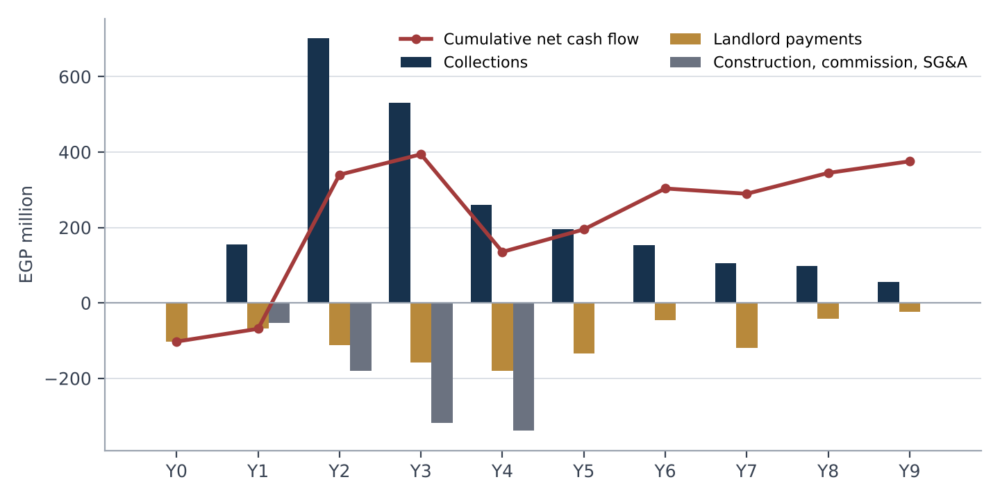 Cumulative net cash flow
Collections
Landlord payments
Construction, commission, SG&A
EGP million
600
400
200
0
−200
Y0 Y1 Y2 Y3 Y4 Y5 Y6 Y7 Y8 Y9